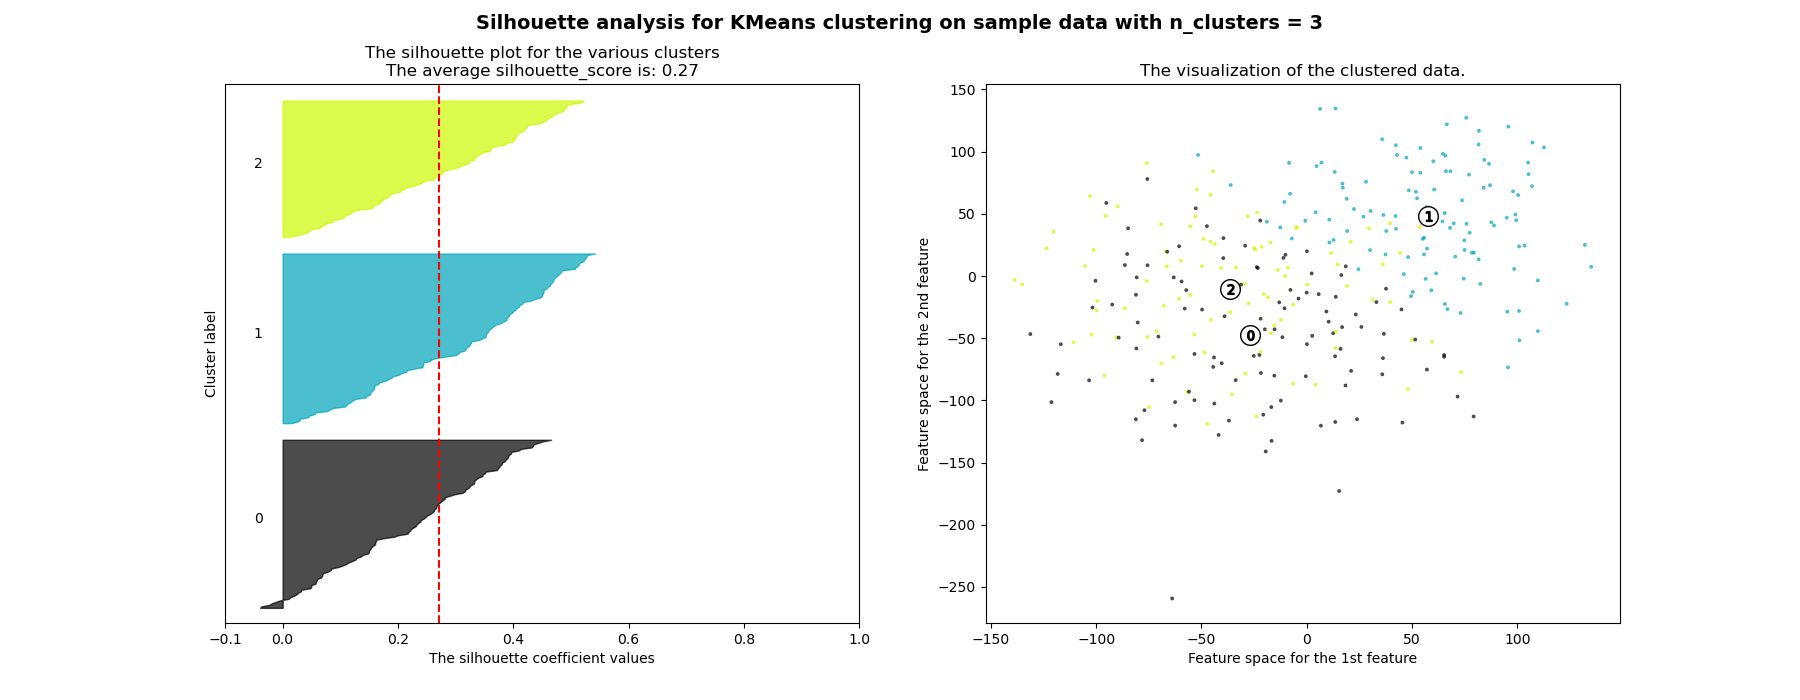 Silhouette analysis for KMeans clustering on sample data with n_clusters = 3
The silhouette plot for the various clusters
The average silhouette_score is: 0.27
2
1
0
Cluster label
−0.1 0.0 0.2 0.4 0.6 0.8 1.0
The silhouette coefficient values
The visualization of the clustered data.
150
100
50
0
−50
−100
−150
−200
−250
Feature space for the 2nd feature
1
2
0
−150 −100 −50 0 50 100
Feature space for the 1st feature